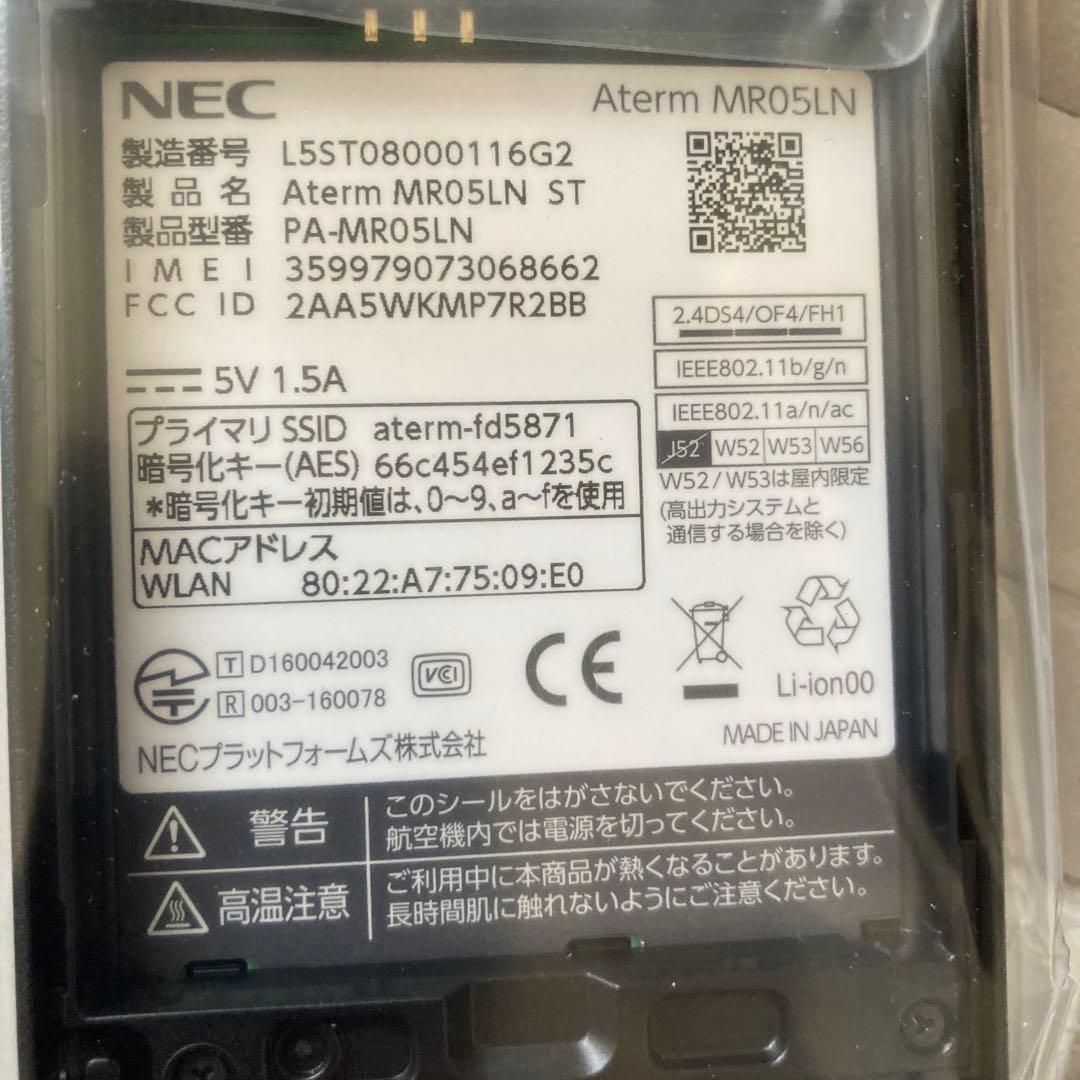 NEC
Aterm MR05LN
製造番号 L5ST08000116G2
製品名 Aterm MR05LN ST
製品型番 PA-MR05LN
IMEI 359979073068662
FCC ID 2AA5WKMP7R2BB
5V 1.5A
プライマリ SSID aterm-fd5871
暗号化キー(AES) 66c454ef1235c
*暗号化キー初期値は、0〜9、a〜fを使用
MACアドレス
WLAN 80:22:A7:75:09:E0
2.4DS4/OF4/FH1
IEEE802.11b/g/n
IEEE802.11a/n/ac
J52 W52 W53 W56
W52/W53は屋内限定
(高出力システムと
通信する場合を除く)
T D160042003
R 003-160078
VCCI
CE
Li-ion00
NECプラットフォームズ株式会社
MADE IN JAPAN
警告
このシールをはがさないでください。
航空機内では電源を切ってください。
高温注意
ご利用中に本商品が熱くなることがあります。
長時間肌に触れないようにご注意ください。